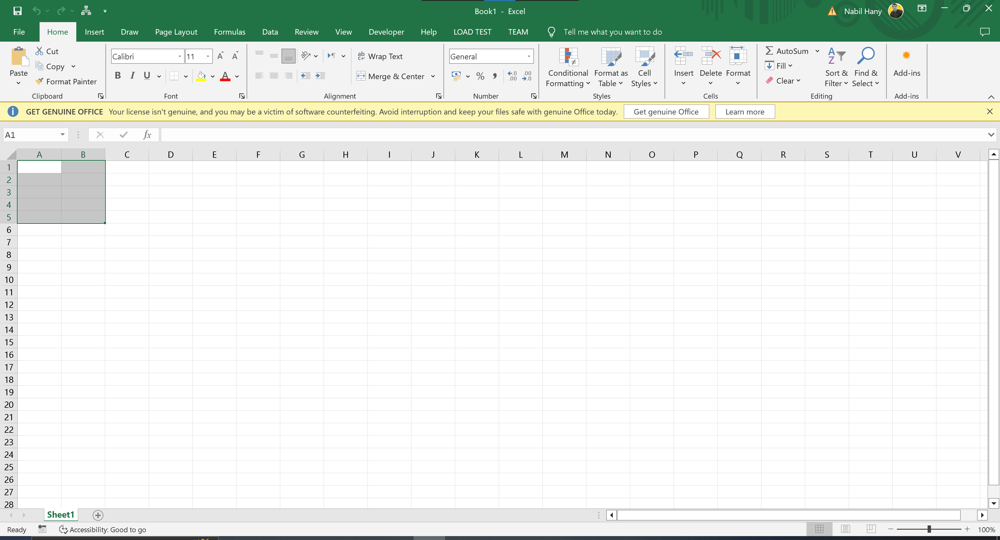 Book1 - Excel
Nabil Hany
File Home Insert Draw Page Layout Formulas Data Review View Developer Help LOAD TEST TEAM Tell me what you want to do
Paste
Cut
Copy
Format Painter
Clipboard
Calibri 11
B I U A
Font
Wrap Text
Merge & Center
Alignment
General
% ,
Number
Conditional Formatting
Format as Table
Cell Styles
Styles
Insert
Delete
Format
Cells
AutoSum
Fill
Clear
Sort & Filter
Find & Select
Editing
Add-ins
Add-ins
GET GENUINE OFFICE Your license isn't genuine, and you may be a victim of software counterfeiting. Avoid interruption and keep your files safe with genuine Office today. Get genuine Office Learn more
A1 fx
A B C D E F G H I J K L M N O P Q R S T U V
1
2
3
4
5
6
7
8
9
10
11
12
13
14
15
16
17
18
19
20
21
22
23
24
25
26
27
28
Sheet1
Ready Accessibility: Good to go 100%